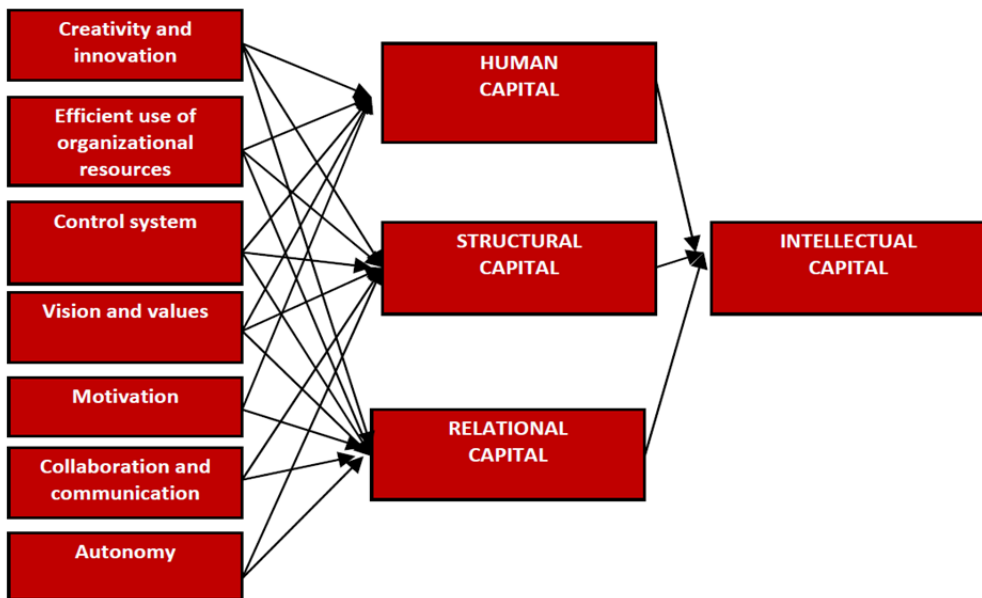 Creativity and
innovation
Efficient use of
organizational
resources
Control system
Vision and values
Motivation
Collaboration and
communication
Autonomy
HUMAN
CAPITAL
STRUCTURAL
CAPITAL
RELATIONAL
CAPITAL
INTELLECTUAL
CAPITAL